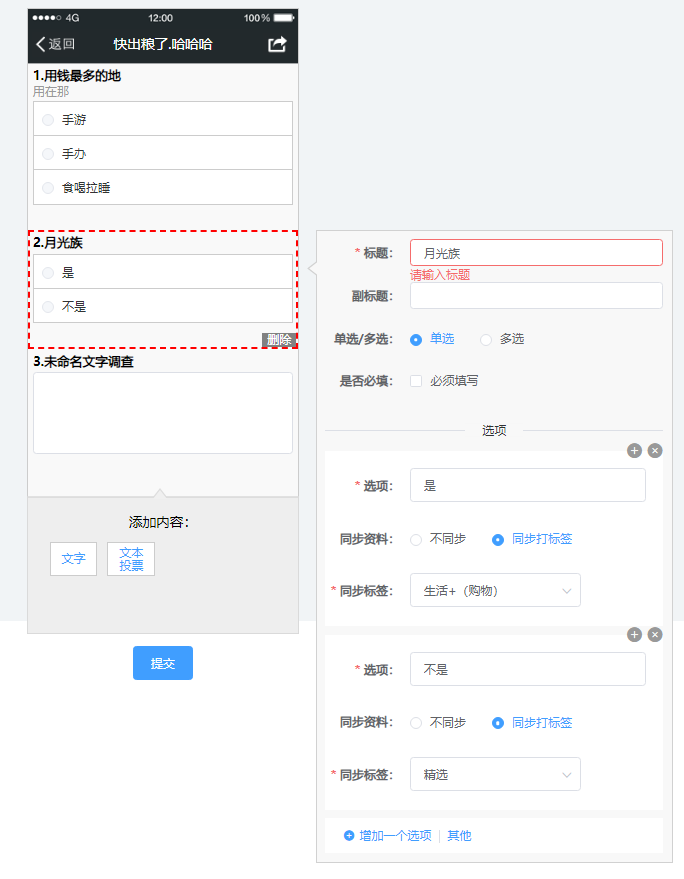 4G 12:00 100%
返回 快出粮了.哈哈哈
1.用钱最多的地
用在那
手游
手办
食喝拉睡
2.月光族
是
不是
删除
3.未命名文字调查
添加内容：
文字
文本
投票
提交
* 标题： 月光族
请输入标题
副标题：
单选/多选： 单选 多选
是否必填： 必须填写
选项
* 选项： 是
同步资料： 不同步 同步打标签
* 同步标签： 生活+（购物）
* 选项： 不是
同步资料： 不同步 同步打标签
* 同步标签： 精选
增加一个选项 | 其他